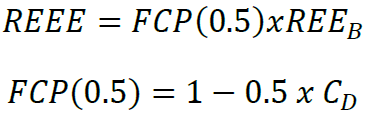 REEE = FCP(0.5)xREE_B
FCP(0.5) = 1 − 0.5 x C_D